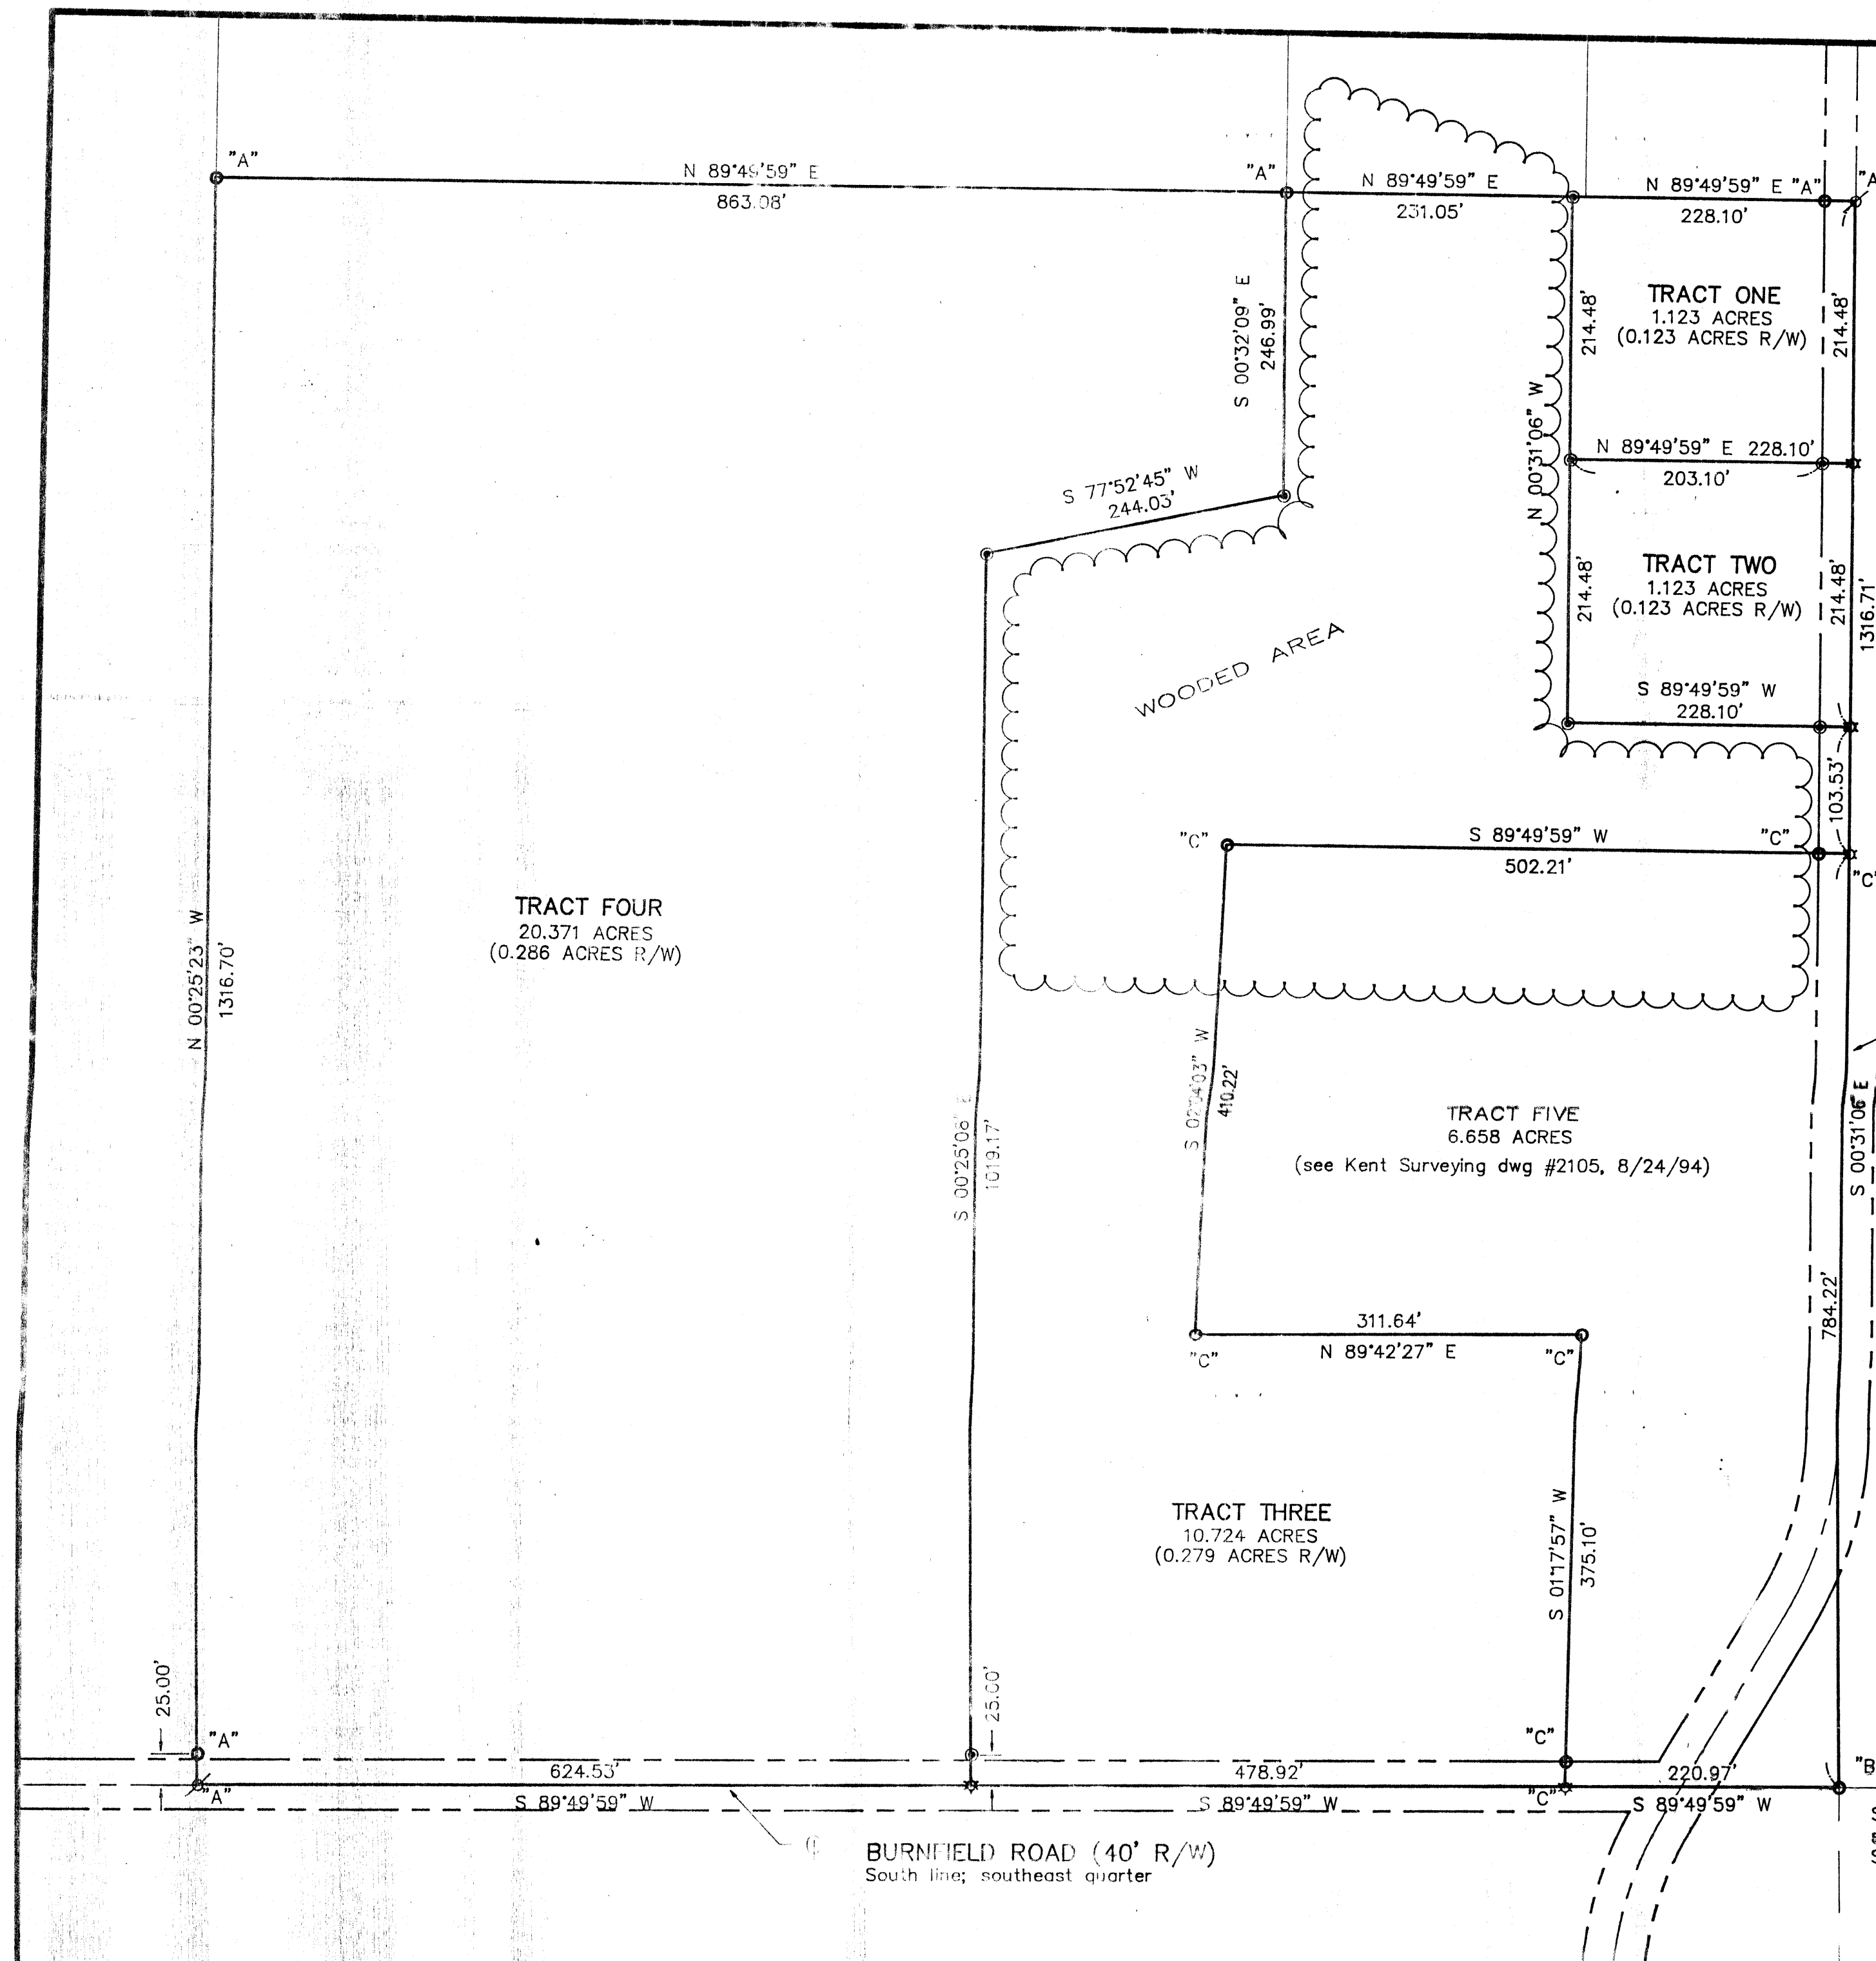 "A"
N 89°49'59" E
863.08'
"A"
N 89°49'59" E
231.05'
N 89°49'59" E "A"
228.10'
"A
S 00°32'09" E
246.99'
214.48'
TRACT ONE
1.123 ACRES
(0.123 ACRES R/W)
214.48'
N 00°31'06" W
N 89°49'59" E 228.10'
203.10'
S 77°52'45" W
244.03'
214.48'
TRACT TWO
1.123 ACRES
(0.123 ACRES R/W)
214.48'
1316.71'
WOODED AREA
S 89°49'59" W
228.10'
103.53'
"C"
S 89°49'59" W
502.21'
"C"
"C"
TRACT FOUR
20.371 ACRES
(0.286 ACRES R/W)
N 00°25'23" W
1316.70'
S 00°25'08" E
1019.17'
S 02°04'03" W
410.22'
TRACT FIVE
6.658 ACRES
(see Kent Surveying dwg #2105, 8/24/94)
S 00°31'06" E
784.22'
311.64'
N 89°42'27" E
"C"
"C"
TRACT THREE
10.724 ACRES
(0.279 ACRES R/W)
S 01°17'57" W
375.10'
25.00'
"A"
25.00'
"C"
"A"
624.53'
S 89°49'59" W
478.92'
S 89°49'59" W
"C"
220.97'
S 89°49'59" W
"B
BURNFIELD ROAD (40' R/W)
South line; southeast quarter